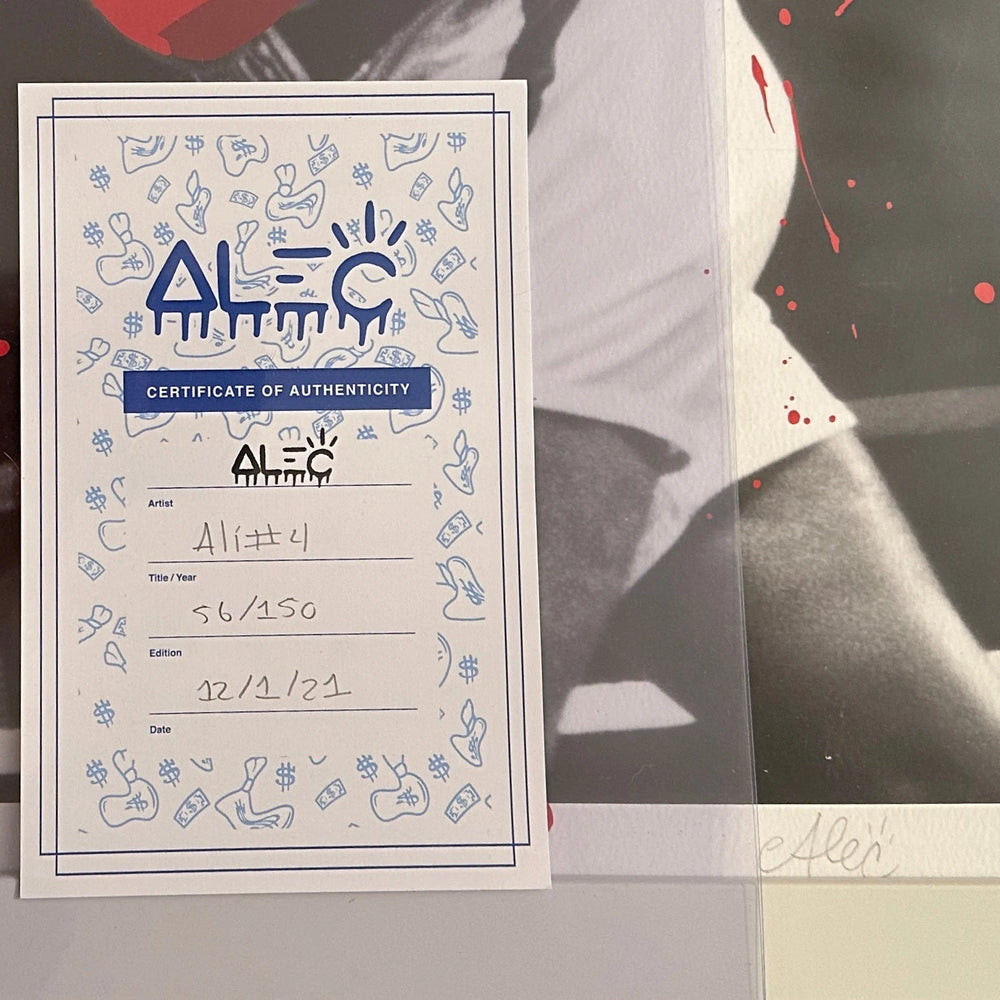 ALEC
CERTIFICATE OF AUTHENTICITY
ALEC
Artist
Ali#4
Title / Year
56/150
Edition
12/1/21
Date
Alec